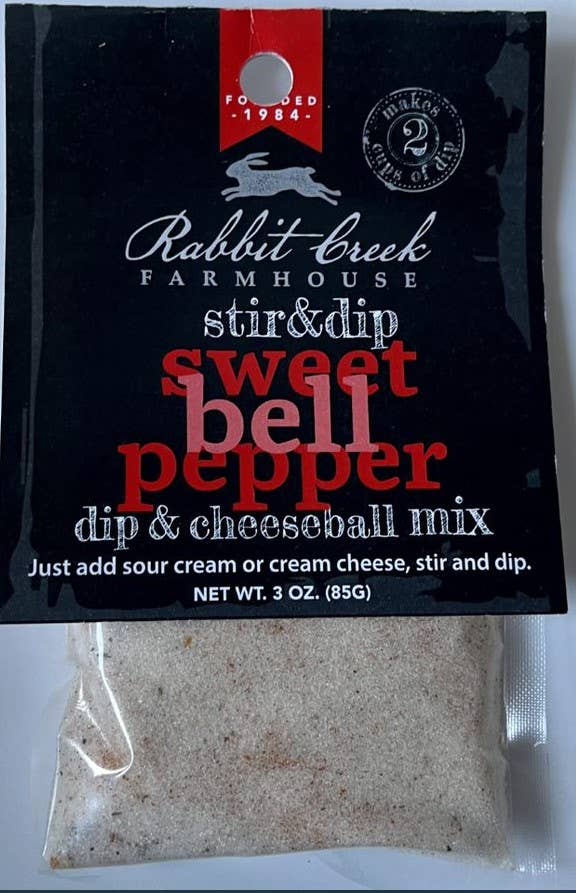 FOUNDED
-1984-
makes
2
cups of dip
Rabbit Creek
FARMHOUSE
stir&dip
sweet
bell
pepper
dip & cheeseball mix
Just add sour cream or cream cheese, stir and dip.
NET WT. 3 OZ. (85G)